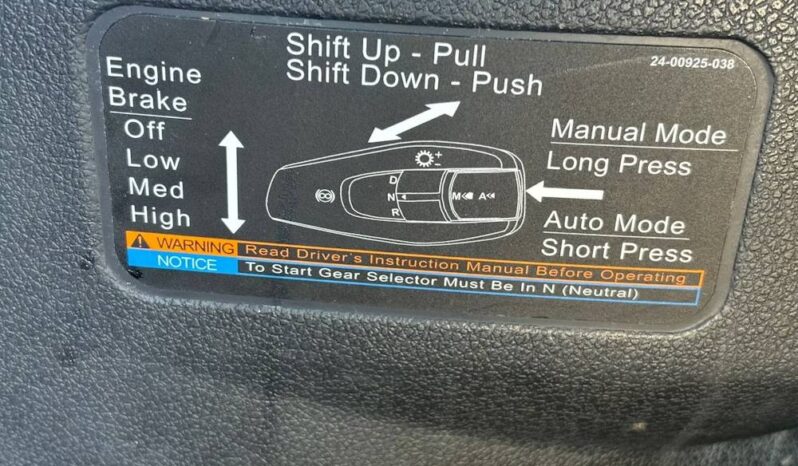 Shift Up - Pull
Shift Down - Push
24-00925-038
Engine
Brake
Off
Low
Med
High
+
-
D
N
R
M
A
Manual Mode
Long Press
Auto Mode
Short Press
WARNING Read Driver's Instruction Manual Before Operating
NOTICE To Start Gear Selector Must Be In N (Neutral)